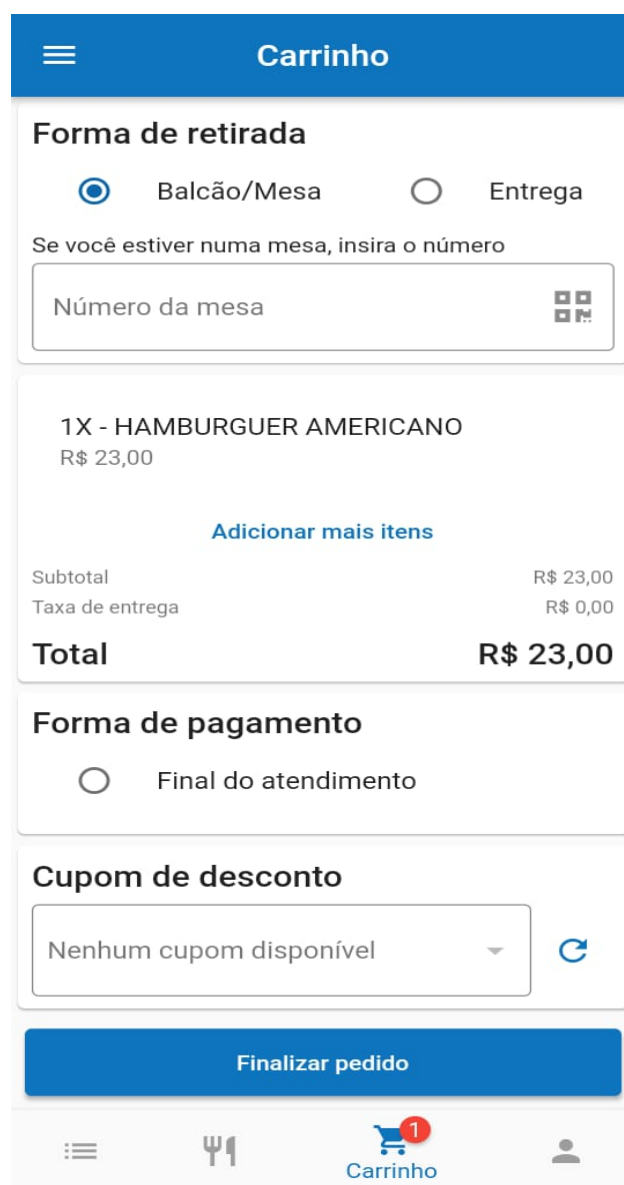 Carrinho
Forma de retirada
Balcão/Mesa
Entrega
Se você estiver numa mesa, insira o número
Número da mesa
1X - HAMBURGUER AMERICANO
R$ 23,00
Adicionar mais itens
Subtotal R$ 23,00
Taxa de entrega R$ 0,00
Total R$ 23,00
Forma de pagamento
Final do atendimento
Cupom de desconto
Nenhum cupom disponível
Finalizar pedido
1
Carrinho